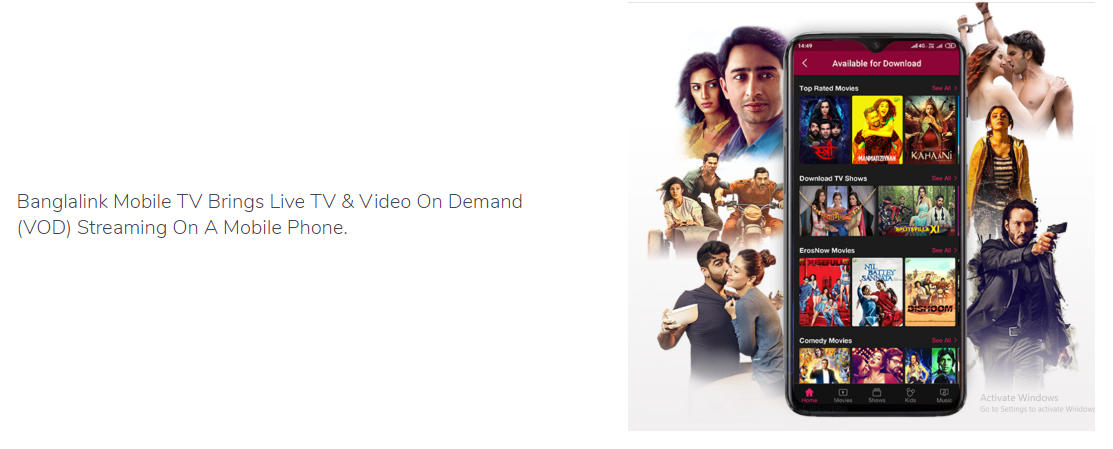 Banglalink Mobile TV Brings Live TV & Video On Demand
(VOD) Streaming On A Mobile Phone.
14:49
Available for Download
Top Rated Movies
See All >
स्त्री
MANMARZIYAAN
KAHAANI
Download TV Shows
See All >
SPLITSVILLA XI
ErosNow Movies
See All >
HOUSEFULL
NIL
BATTEY
SANNATA
DISHOOM
Comedy Movies
See All >
Home
Movies
Shows
Kids
Music
Activate Windows
Go to Settings to activate Windows